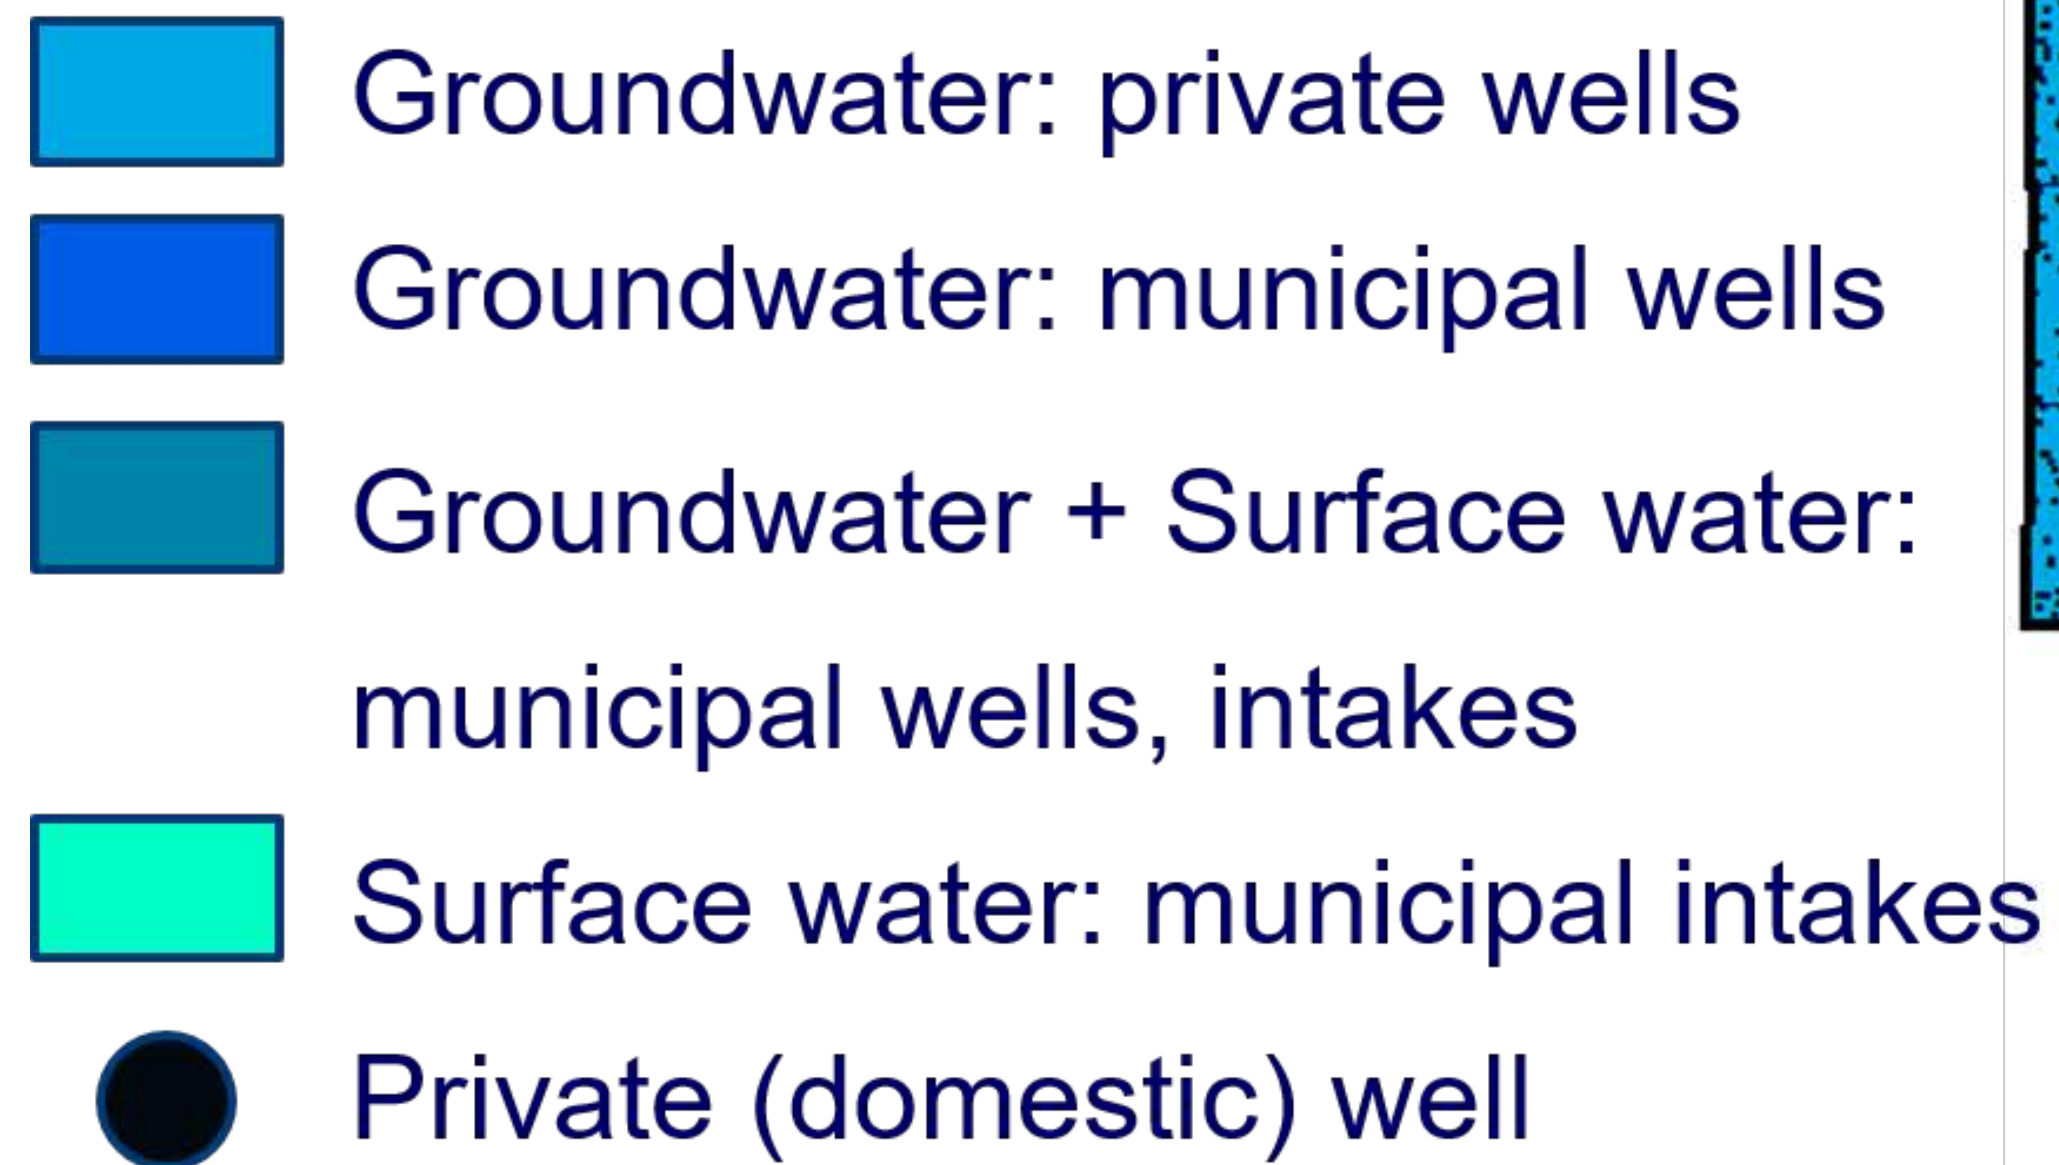 Groundwater: private wells
Groundwater: municipal wells
Groundwater + Surface water:
municipal wells, intakes
Surface water: municipal intakes
Private (domestic) well